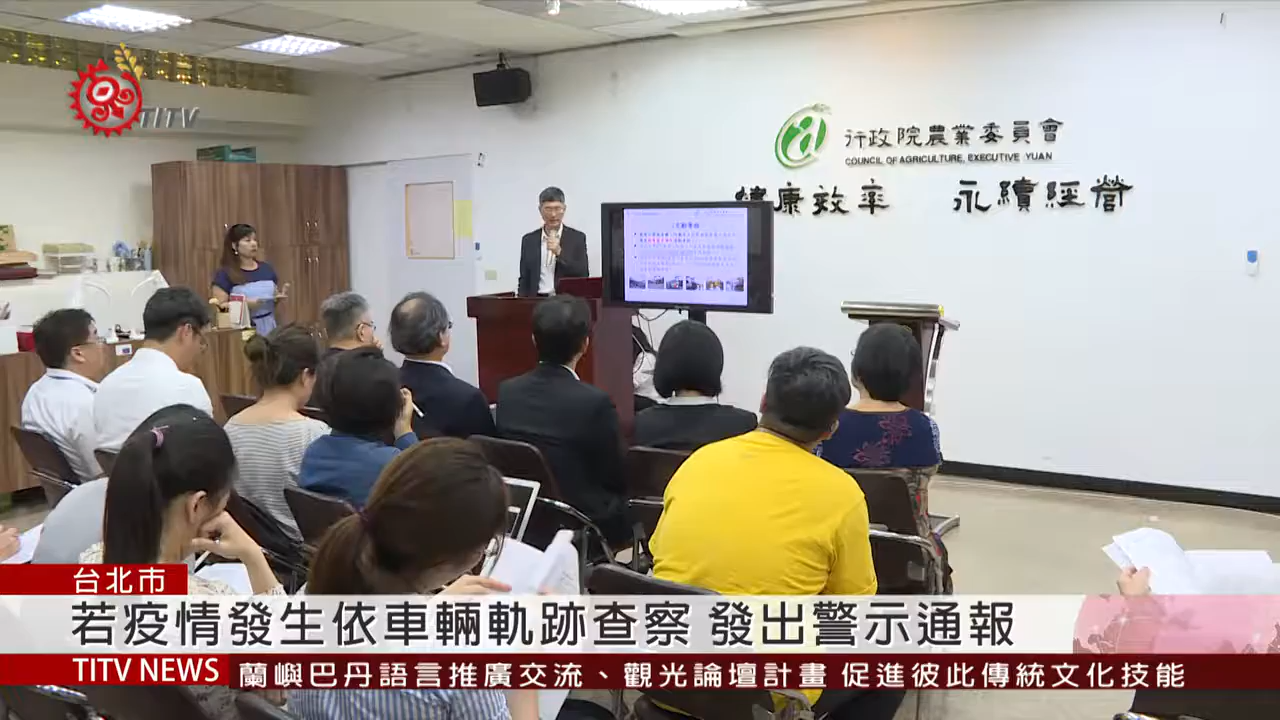 TITV
行政院農業委員會
COUNCIL OF AGRICULTURE, EXECUTIVE YUAN
健康效率 永續經營
台北市
若疫情發生依車輛軌跡查察 發出警示通報
TITV NEWS 蘭嶼巴丹語言推廣交流、觀光論壇計畫 促進彼此傳統文化技能